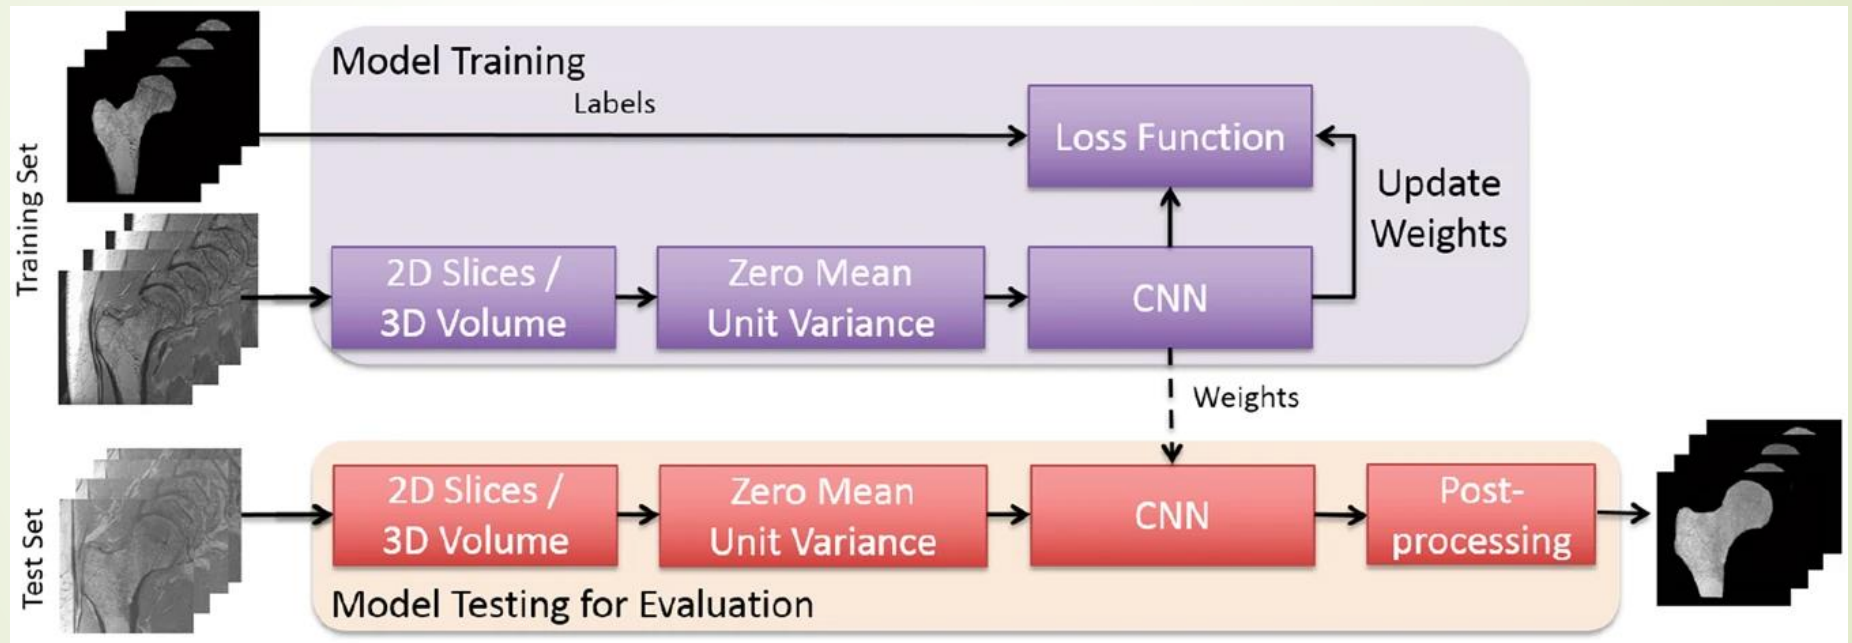 Training Set
Model Training
Labels
Loss Function
Update
Weights
2D Slices /
3D Volume
Zero Mean
Unit Variance
CNN
Weights
Test Set
2D Slices /
3D Volume
Zero Mean
Unit Variance
CNN
Post-
processing
Model Testing for Evaluation